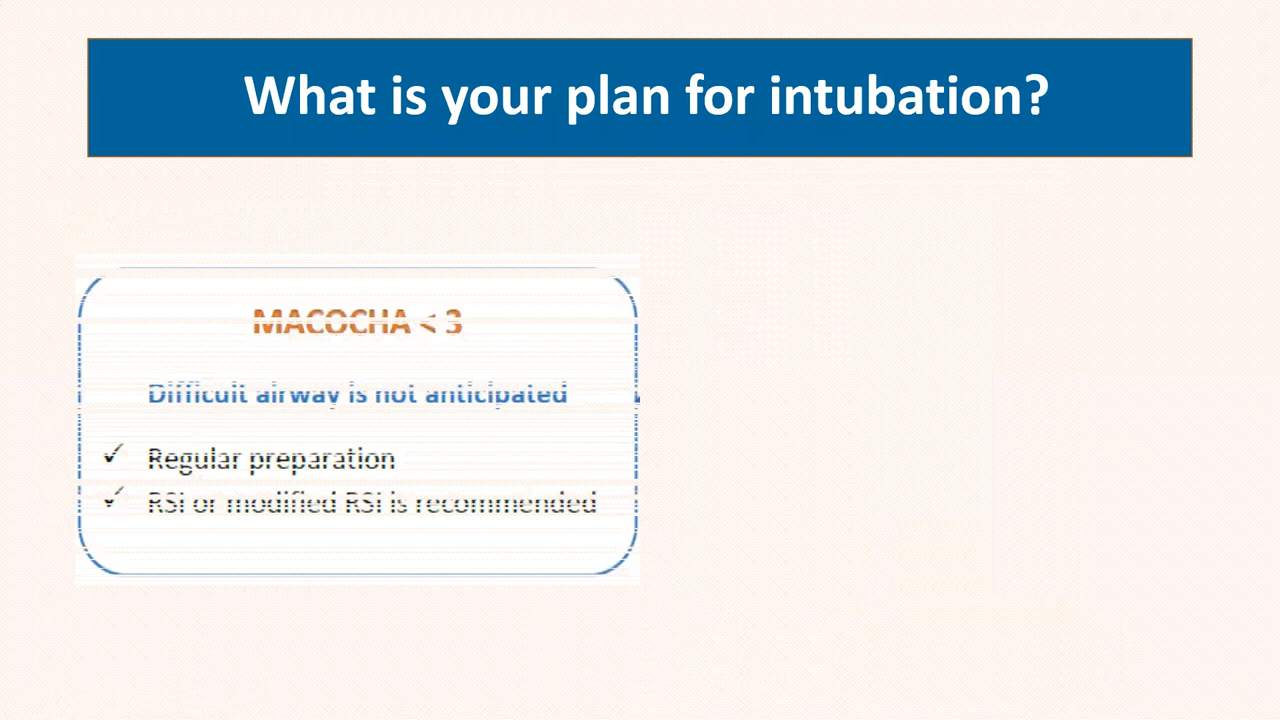 What is your plan for intubation?
MACOCHA < 3
Difficult airway is not anticipated
✓ Regular preparation
✓ RSI or modified RSI is recommended